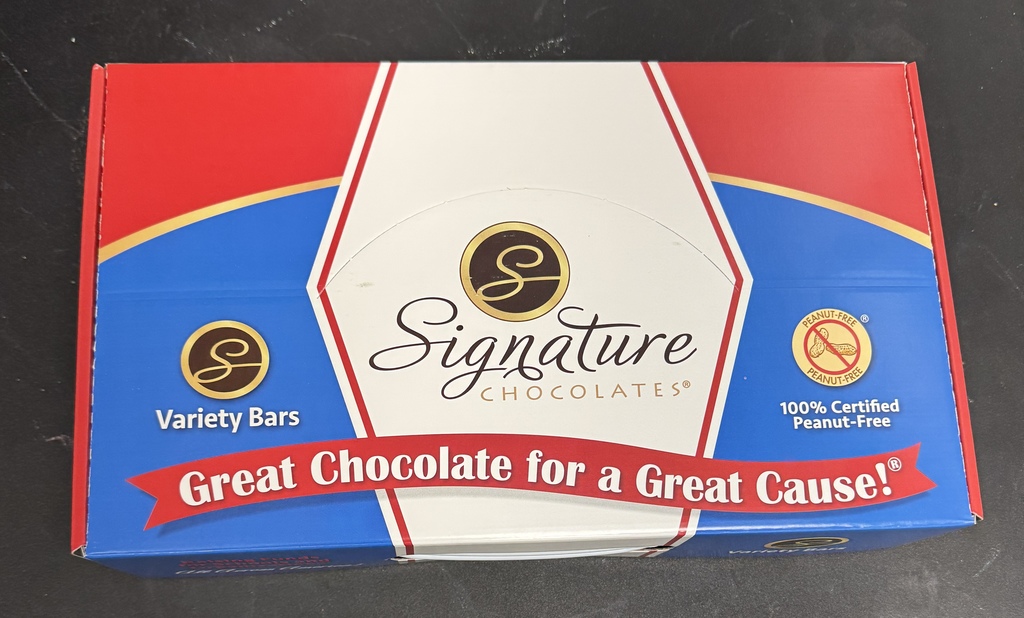 S
Signature
CHOCOLATES®
S
Variety Bars
PEANUT-FREE ®
PEANUT-FREE
100% Certified
Peanut-Free
Great Chocolate for a Great Cause!®
Variety Bars